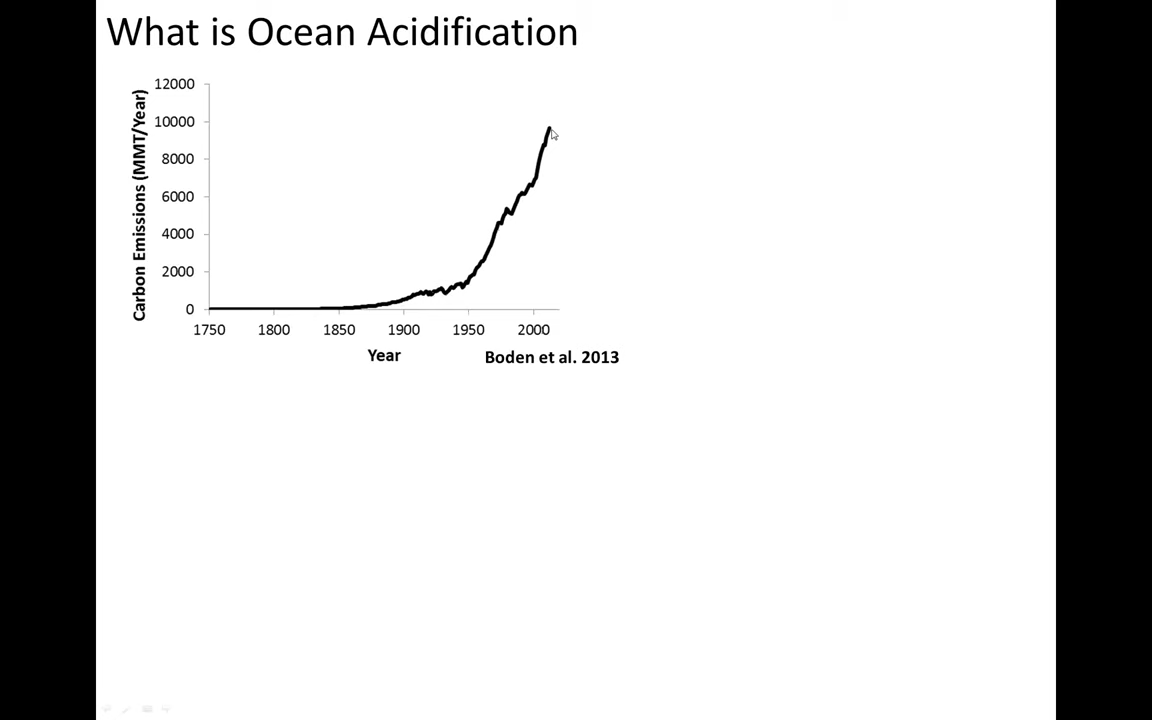 What is Ocean Acidification
Carbon Emissions (MMT/Year)
12000
10000
8000
6000
4000
2000
0
1750 1800 1850 1900 1950 2000
Year
Boden et al. 2013